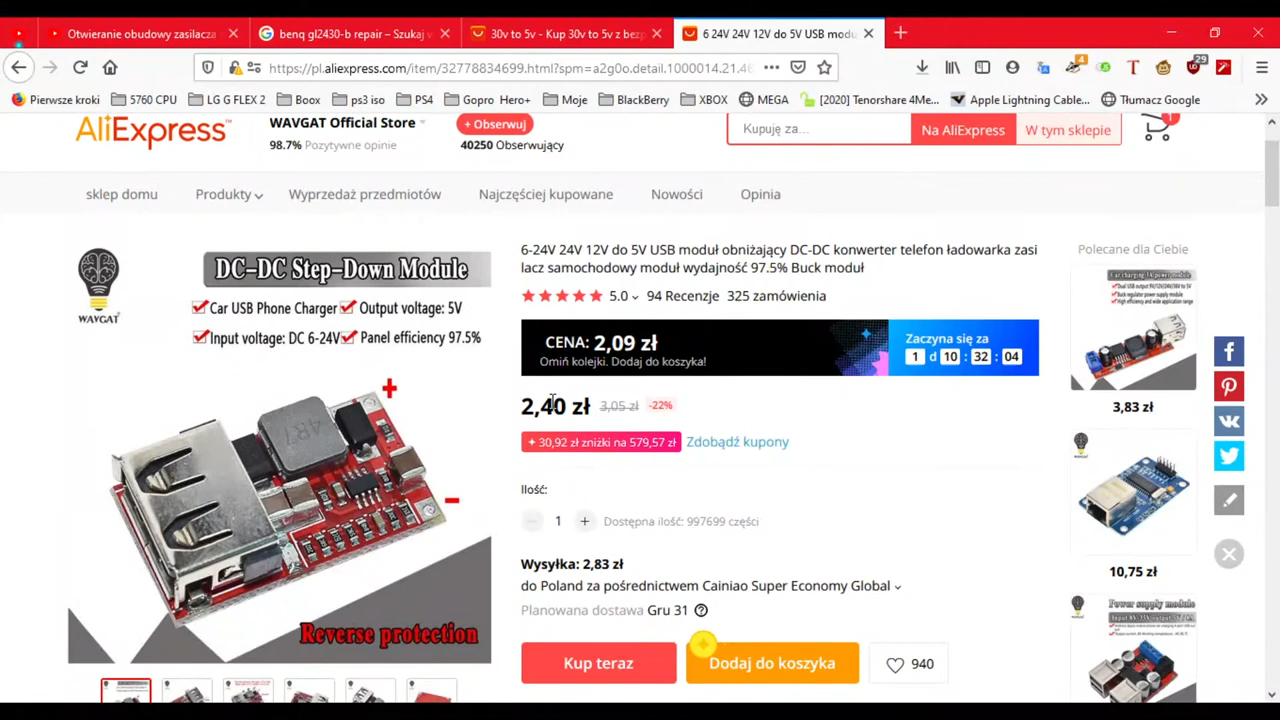 Otwieranie obudowy zasilacza
benq gl2430-b repair – Szukaj v
30v to 5v - Kup 30v to 5v z bezp
6 24V 24V 12V do 5V USB modu
https://pl.aliexpress.com/item/32778834699.html?spm=a2g0o.detail.1000014.21.46
4
29
Pierwsze kroki
5760 CPU
LG G FLEX 2
Boox
ps3 iso
PS4
Gopro Hero+
Moje
BlackBerry
XBOX
MEGA
[2020] Tenorshare 4Me...
Apple Lightning Cable...
Tłumacz Google
AliExpress
WAVGAT Official Store
98.7% Pozytywne opinie
+ Obserwuj
40250 Obserwujący
Kupuję za...
Na AliExpress
W tym sklepie
1
sklep domu
Produkty
Wyprzedaż przedmiotów
Najczęściej kupowane
Nowości
Opinia
WAVGAT
DC-DC Step-Down Module
Car USB Phone Charger
Output voltage: 5V
Input voltage: DC 6-24V
Panel efficiency 97.5%
4R7
+
-
Reverse protection
6-24V 24V 12V do 5V USB moduł obniżający DC-DC konwerter telefon ładowarka zasi
lacz samochodowy moduł wydajność 97.5% Buck moduł
5.0
94 Recenzje
325 zamówienia
CENA: 2,09 zł
Omiń kolejki. Dodaj do koszyka!
Zaczyna się za
1 d 10 : 32 : 04
2,40 zł
3,05 zł
-22%
30,92 zł zniżki na 579,57 zł
Zdobądź kupony
Ilość:
1
+
Dostępna ilość: 997699 części
Wysyłka: 2,83 zł
do Poland za pośrednictwem Cainiao Super Economy Global
Planowana dostawa Gru 31
Kup teraz
Dodaj do koszyka
940
Polecane dla Ciebie
Car charging 3A power module
3,83 zł
10,75 zł
Power supply module